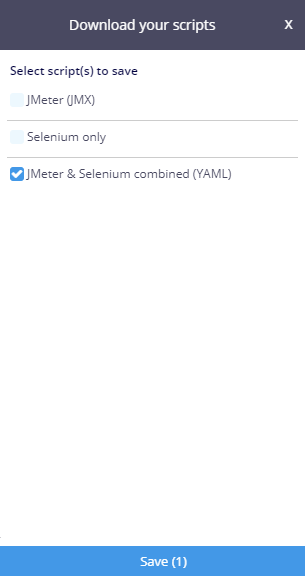 Download your scripts X
Select script(s) to save
JMeter (JMX)
Selenium only
JMeter & Selenium combined (YAML)
Save (1)